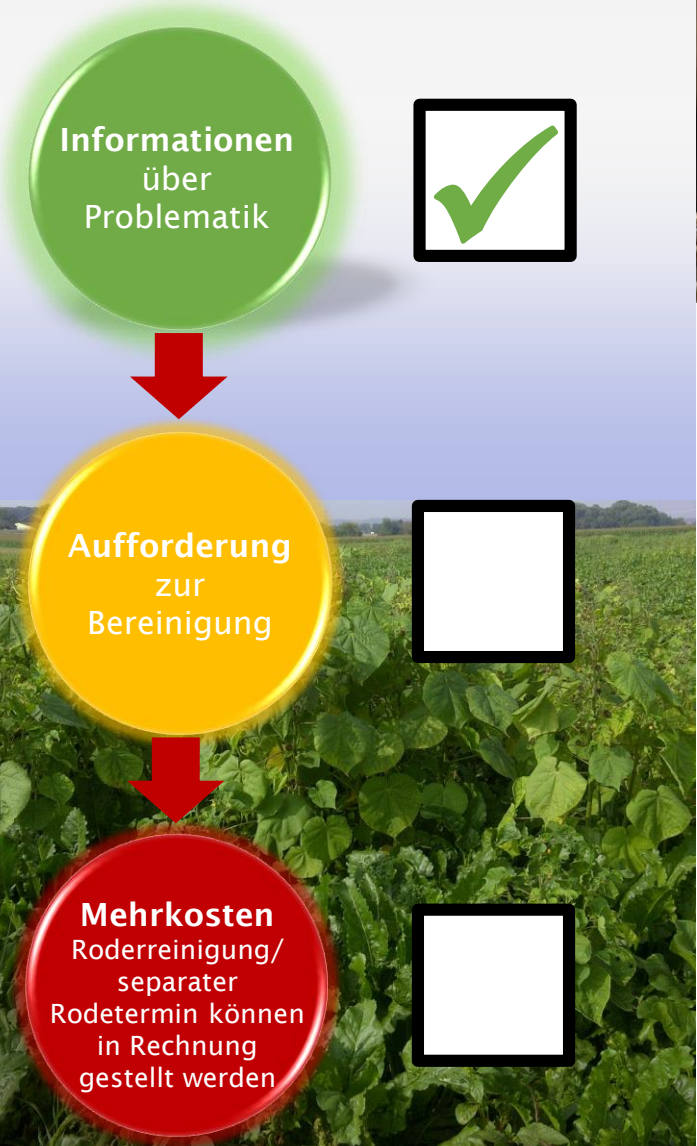 Informationen
über
Problematik
Aufforderung
zur
Bereinigung
Mehrkosten
Roderreinigung/
separater
Rodetermin können
in Rechnung
gestellt werden